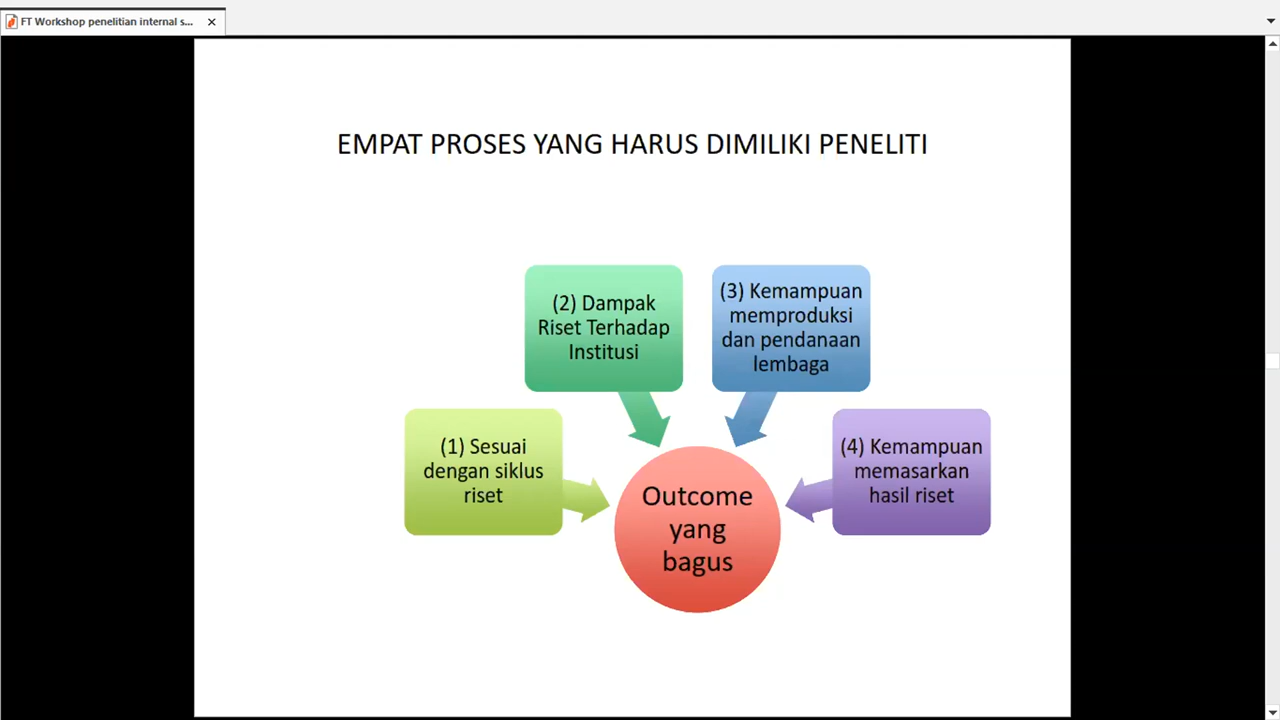 FT Workshop penelitian internal s...
EMPAT PROSES YANG HARUS DIMILIKI PENELITI
(1) Sesuai
dengan siklus
riset
(2) Dampak
Riset Terhadap
Institusi
(3) Kemampuan
memproduksi
dan pendanaan
lembaga
(4) Kemampuan
memasarkan
hasil riset
Outcome
yang
bagus